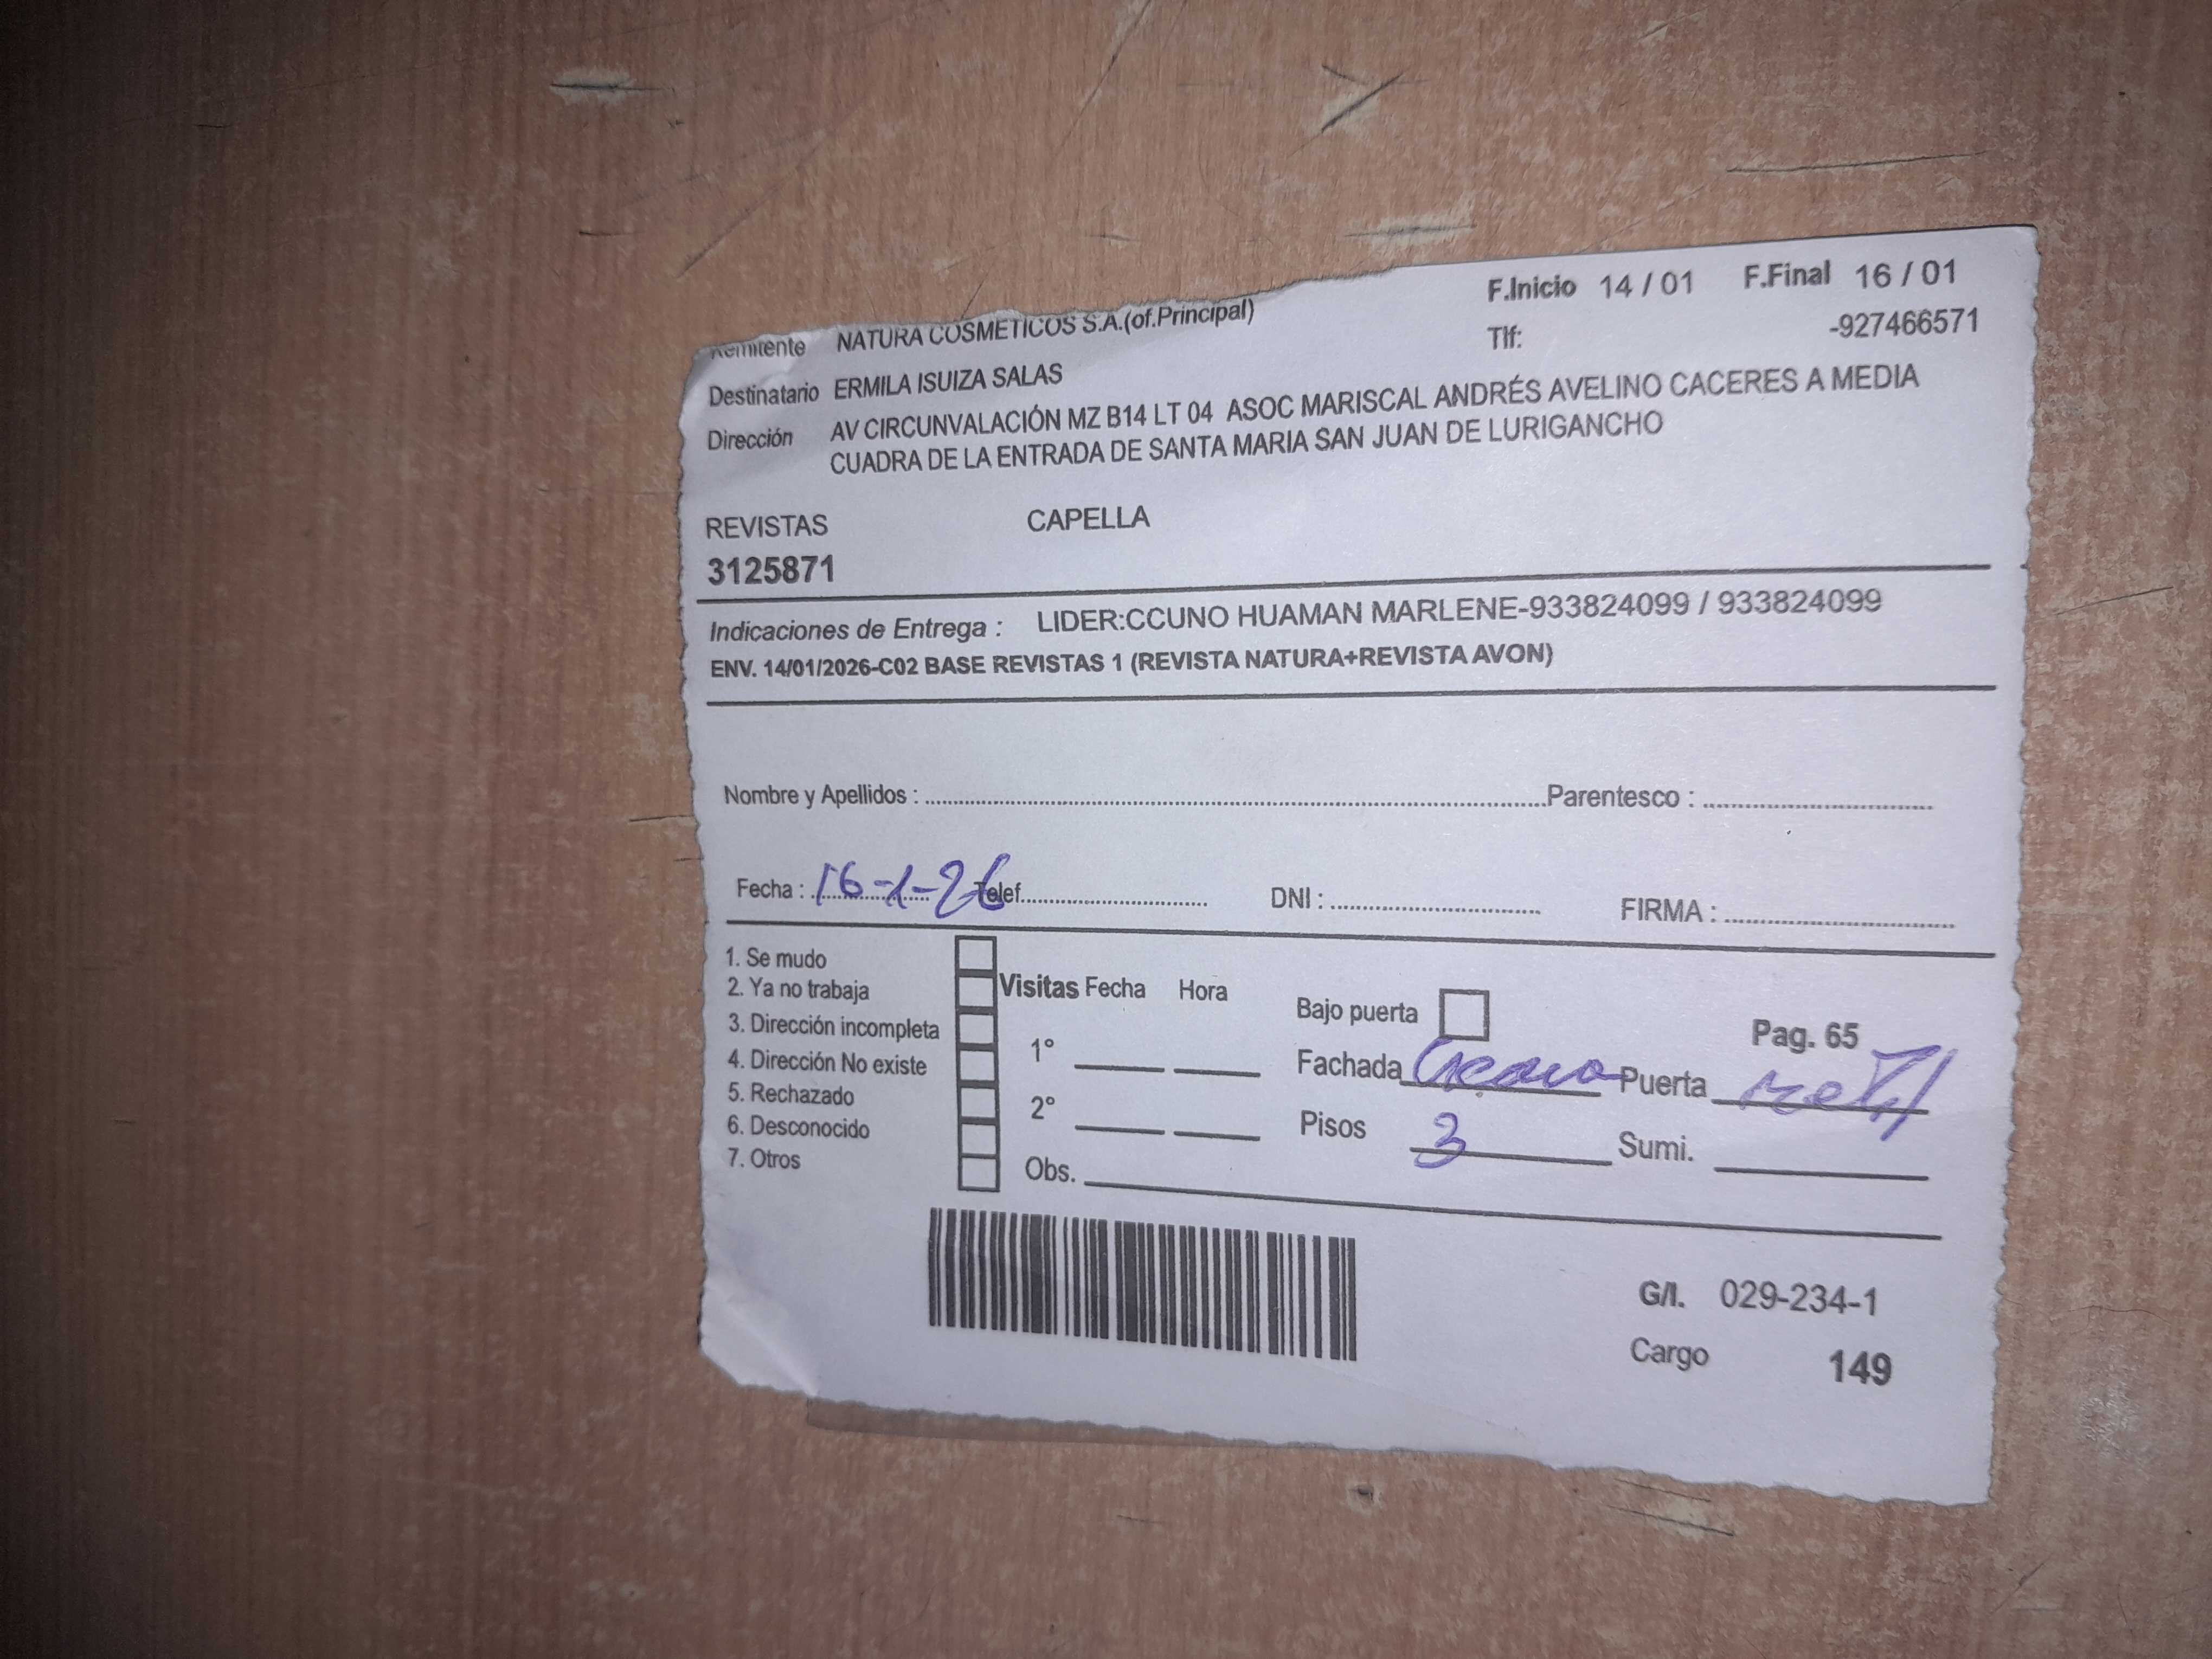 Remitente NATURA COSMETICOS S.A.(of.Principal) F.Inicio 14 / 01 F.Final 16 / 01
Tlf: -927466571
Destinatario ERMILA ISUIZA SALAS
Dirección AV CIRCUNVALACIÓN MZ B14 LT 04 ASOC MARISCAL ANDRÉS AVELINO CACERES A MEDIA
CUADRA DE LA ENTRADA DE SANTA MARIA SAN JUAN DE LURIGANCHO
REVISTAS CAPELLA
3125871
Indicaciones de Entrega : LIDER:CCUNO HUAMAN MARLENE-933824099 / 933824099
ENV. 14/01/2026-C02 BASE REVISTAS 1 (REVISTA NATURA+REVISTA AVON)
Nombre y Apellidos : Parentesco :
Fecha : 16-1-26 Telef. DNI : FIRMA :
1. Se mudo
2. Ya no trabaja
3. Dirección incompleta
4. Dirección No existe
5. Rechazado
6. Desconocido
7. Otros
Visitas Fecha Hora
1°
2°
Obs.
Bajo puerta
Pag. 65
Fachada Puerta
Pisos 3 Sumi.
G/I. 029-234-1
Cargo 149